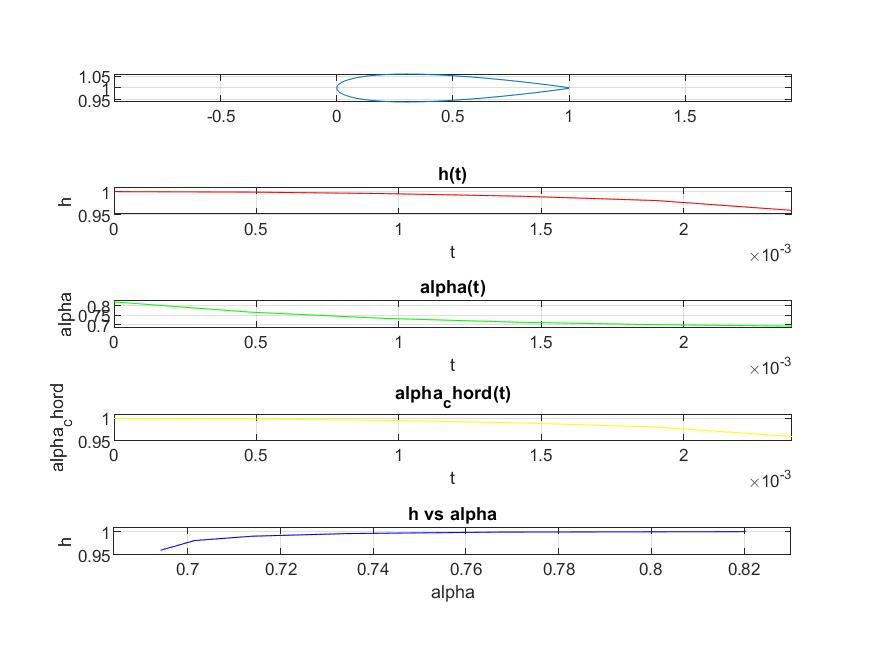 1.05
1
0.95
-0.5 0 0.5 1 1.5
h(t)
h
1
0.95
0 0.5 1 1.5 2
t
×10-3
alpha(t)
alpha
0.8
0.75
0.7
0 0.5 1 1.5 2
t
×10-3
alphachord(t)
alphachord
1
0.95
0 0.5 1 1.5 2
t
×10-3
h vs alpha
h
1
0.95
0.7 0.72 0.74 0.76 0.78 0.8 0.82
alpha